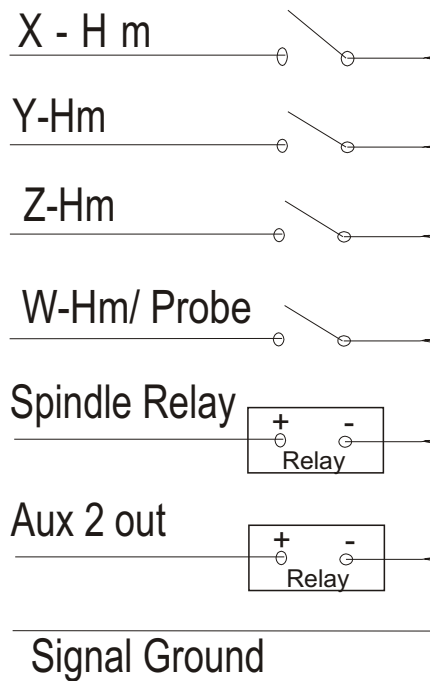 X - H m
Y-Hm
Z-Hm
W-Hm/ Probe
Spindle Relay
+ -
Relay
Aux 2 out
+ -
Relay
Signal Ground